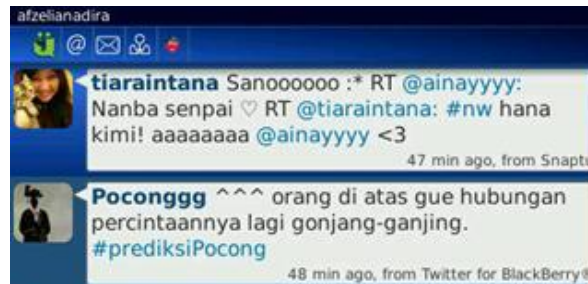 afzelianadira
@
tiaraintana Sanoooooo :* RT @ainayyyy:
Nanba senpai ♡ RT @tiaraintana: #nw hana
kimi! aaaaaaaa @ainayyyy <3
47 min ago, from Snaptu
Poconggg ^^^ orang di atas gue hubungan
percintaannya lagi gonjang-ganjing.
#prediksiPocong
48 min ago, from Twitter for BlackBerry®